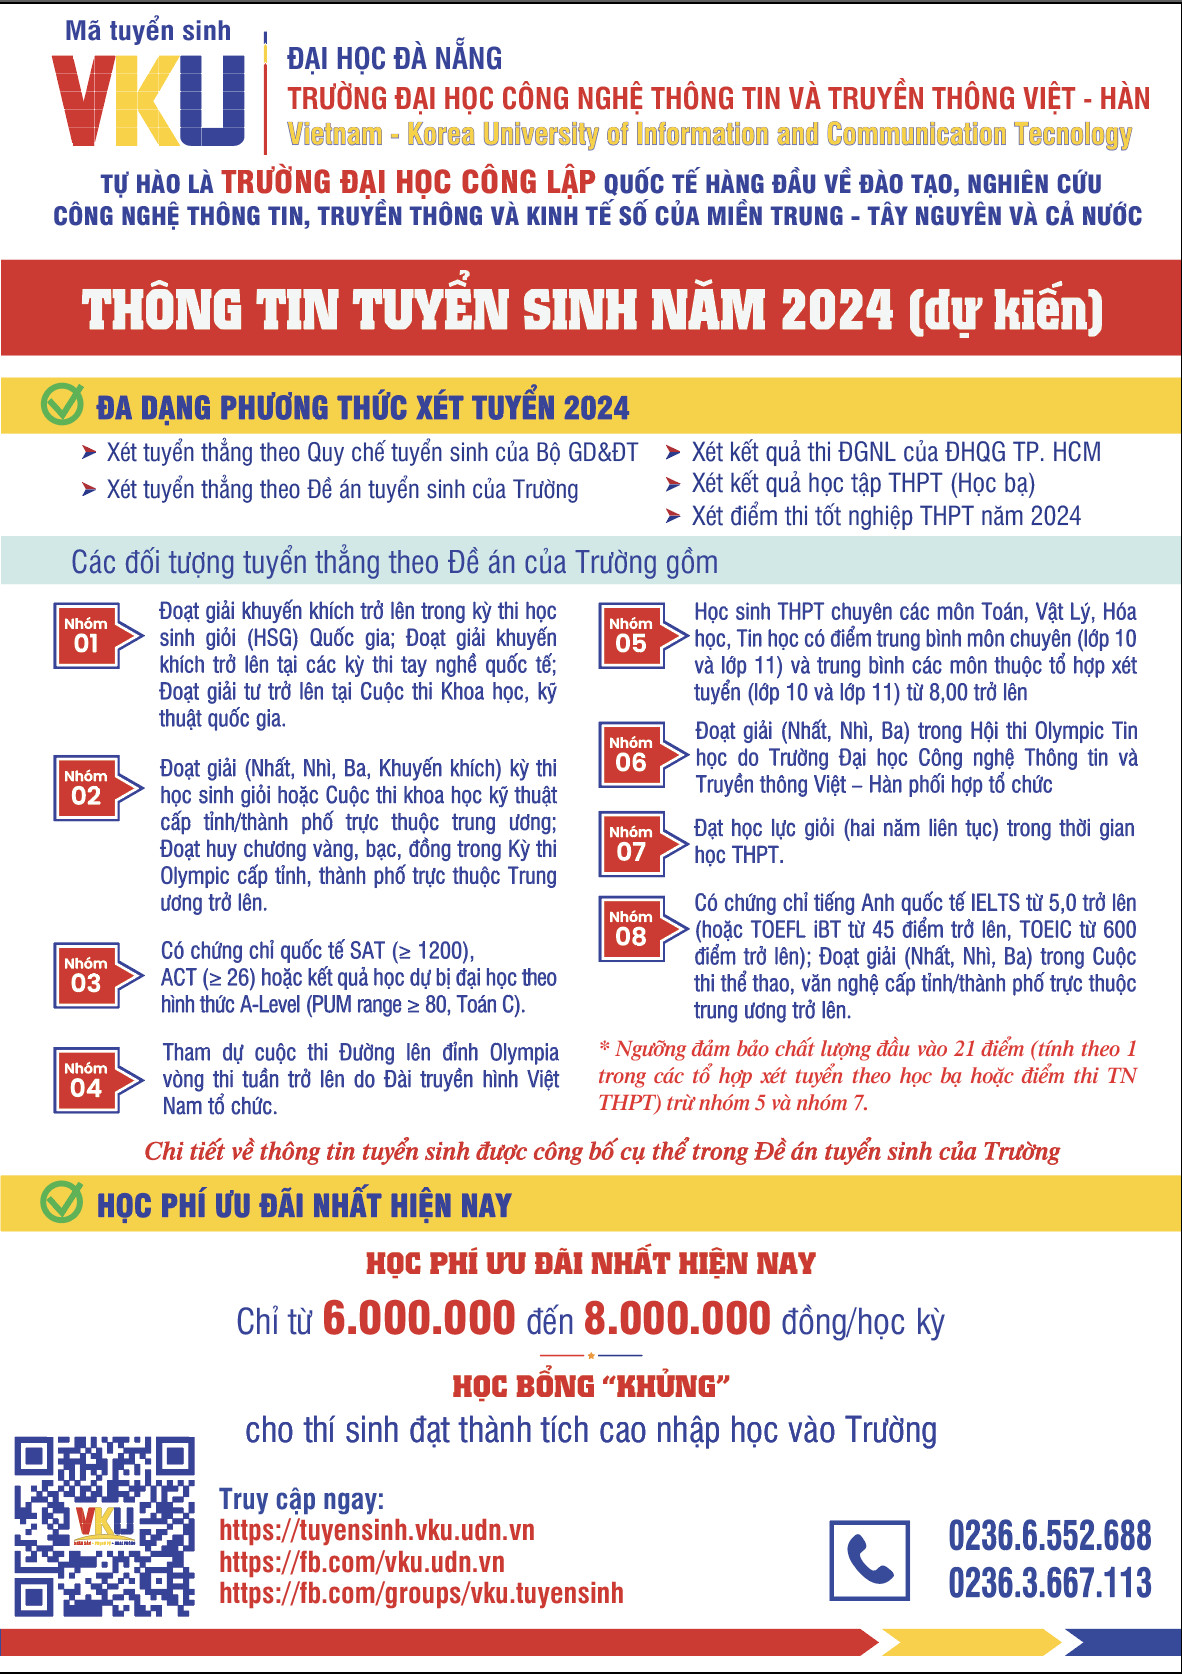 Mã tuyển sinh
VKU
ĐẠI HỌC ĐÀ NẴNG
TRƯỜNG ĐẠI HỌC CÔNG NGHỆ THÔNG TIN VÀ TRUYỀN THÔNG VIỆT - HÀN
Vietnam - Korea University of Information and Communication Tecnology
TỰ HÀO LÀ TRƯỜNG ĐẠI HỌC CÔNG LẬP QUỐC TẾ HÀNG ĐẦU VỀ ĐÀO TẠO, NGHIÊN CỨU
CÔNG NGHỆ THÔNG TIN, TRUYỀN THÔNG VÀ KINH TẾ SỐ CỦA MIỀN TRUNG - TÂY NGUYÊN VÀ CẢ NƯỚC
THÔNG TIN TUYỂN SINH NĂM 2024 (dự kiến)
ĐA DẠNG PHƯƠNG THỨC XÉT TUYỂN 2024
Xét tuyển thẳng theo Quy chế tuyển sinh của Bộ GD&ĐT
Xét tuyển thẳng theo Đề án tuyển sinh của Trường
Xét kết quả thi ĐGNL của ĐHQG TP. HCM
Xét kết quả học tập THPT (Học bạ)
Xét điểm thi tốt nghiệp THPT năm 2024
Các đối tượng tuyển thẳng theo Đề án của Trường gồm
Nhóm
01
Đoạt giải khuyến khích trở lên trong kỳ thi học
sinh giỏi (HSG) Quốc gia; Đoạt giải khuyến
khích trở lên tại các kỳ thi tay nghề quốc tế;
Đoạt giải tư trở lên tại Cuộc thi Khoa học, kỹ
thuật quốc gia.
Nhóm
02
Đoạt giải (Nhất, Nhì, Ba, Khuyến khích) kỳ thi
học sinh giỏi hoặc Cuộc thi khoa học kỹ thuật
cấp tỉnh/thành phố trực thuộc trung ương;
Đoạt huy chương vàng, bạc, đồng trong Kỳ thi
Olympic cấp tỉnh, thành phố trực thuộc Trung
ương trở lên.
Nhóm
03
Có chứng chỉ quốc tế SAT (≥ 1200),
ACT (≥ 26) hoặc kết quả học dự bị đại học theo
hình thức A-Level (PUM range ≥ 80, Toán C).
Nhóm
04
Tham dự cuộc thi Đường lên đỉnh Olympia
vòng thi tuần trở lên do Đài truyền hình Việt
Nam tổ chức.
Nhóm
05
Học sinh THPT chuyên các môn Toán, Vật Lý, Hóa
học, Tin học có điểm trung bình môn chuyên (lớp 10
và lớp 11) và trung bình các môn thuộc tổ hợp xét
tuyển (lớp 10 và lớp 11) từ 8,00 trở lên
Nhóm
06
Đoạt giải (Nhất, Nhì, Ba) trong Hội thi Olympic Tin
học do Trường Đại học Công nghệ Thông tin và
Truyền thông Việt – Hàn phối hợp tổ chức
Nhóm
07
Đạt học lực giỏi (hai năm liên tục) trong thời gian
học THPT.
Nhóm
08
Có chứng chỉ tiếng Anh quốc tế IELTS từ 5,0 trở lên
(hoặc TOEFL iBT từ 45 điểm trở lên, TOEIC từ 600
điểm trở lên); Đoạt giải (Nhất, Nhì, Ba) trong Cuộc
thi thể thao, văn nghệ cấp tỉnh/thành phố trực thuộc
trung ương trở lên.
* Ngưỡng đảm bảo chất lượng đầu vào 21 điểm (tính theo 1
trong các tổ hợp xét tuyển theo học bạ hoặc điểm thi TN
THPT) trừ nhóm 5 và nhóm 7.
Chi tiết về thông tin tuyển sinh được công bố cụ thể trong Đề án tuyển sinh của Trường
HỌC PHÍ ƯU ĐÃI NHẤT HIỆN NAY
HỌC PHÍ ƯU ĐÃI NHẤT HIỆN NAY
Chỉ từ 6.000.000 đến 8.000.000 đồng/học kỳ
HỌC BỔNG “KHỦNG”
cho thí sinh đạt thành tích cao nhập học vào Trường
VKU
Truy cập ngay:
https://tuyensinh.vku.udn.vn
https://fb.com/vku.udn.vn
https://fb.com/groups/vku.tuyensinh
0236.6.552.688
0236.3.667.113